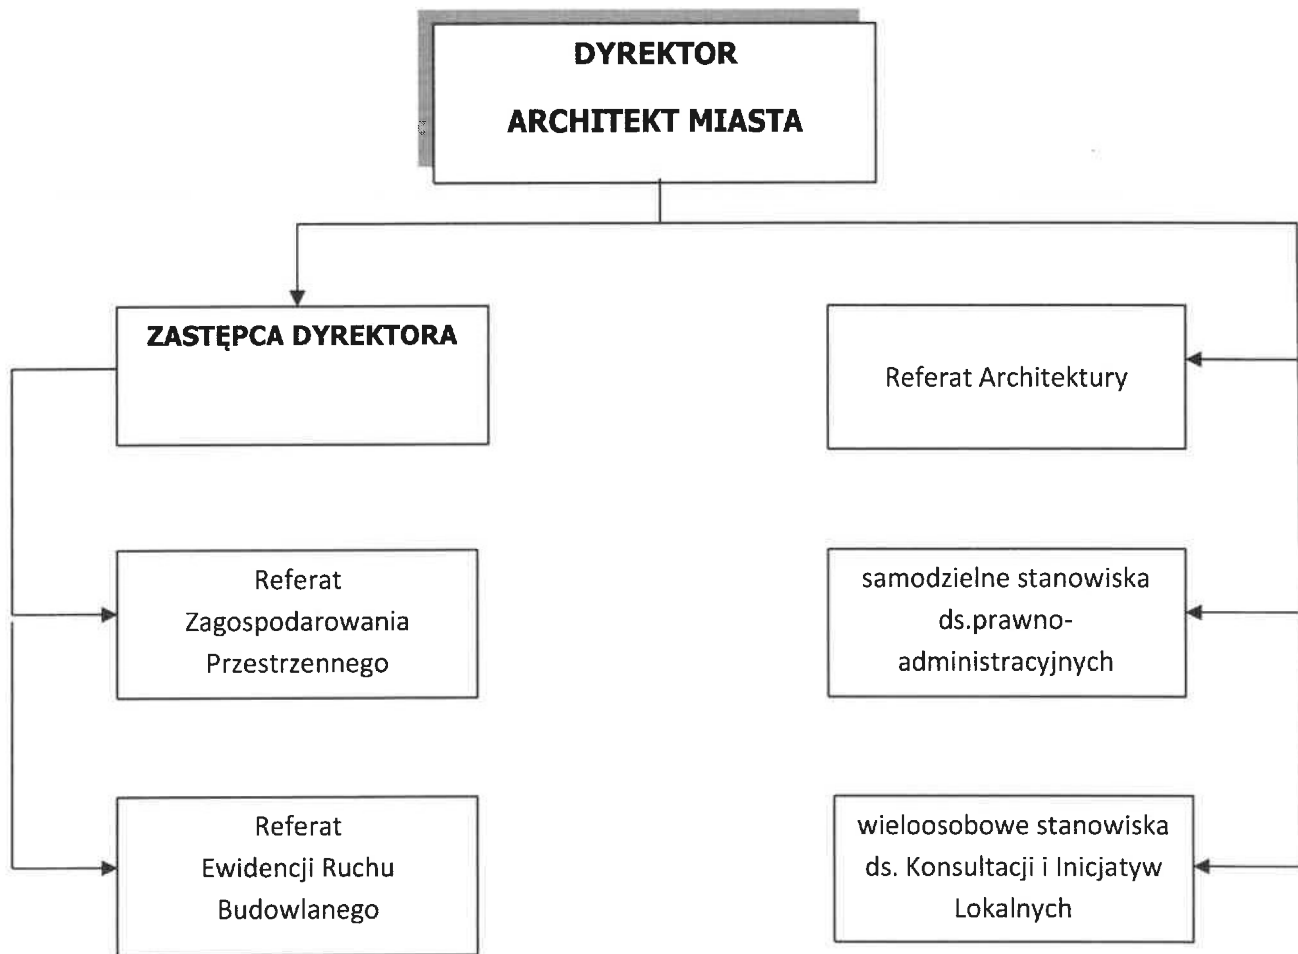 DYREKTOR
ARCHITEKT MIASTA
ZASTĘPCA DYREKTORA
Referat Architektury
Referat
Zagospodarowania
Przestrzennego
samodzielne stanowiska
ds.prawno-
administracyjnych
Referat
Ewidencji Ruchu
Budowlanego
wieloosobowe stanowiska
ds. Konsultacji i Inicjatyw
Lokalnych